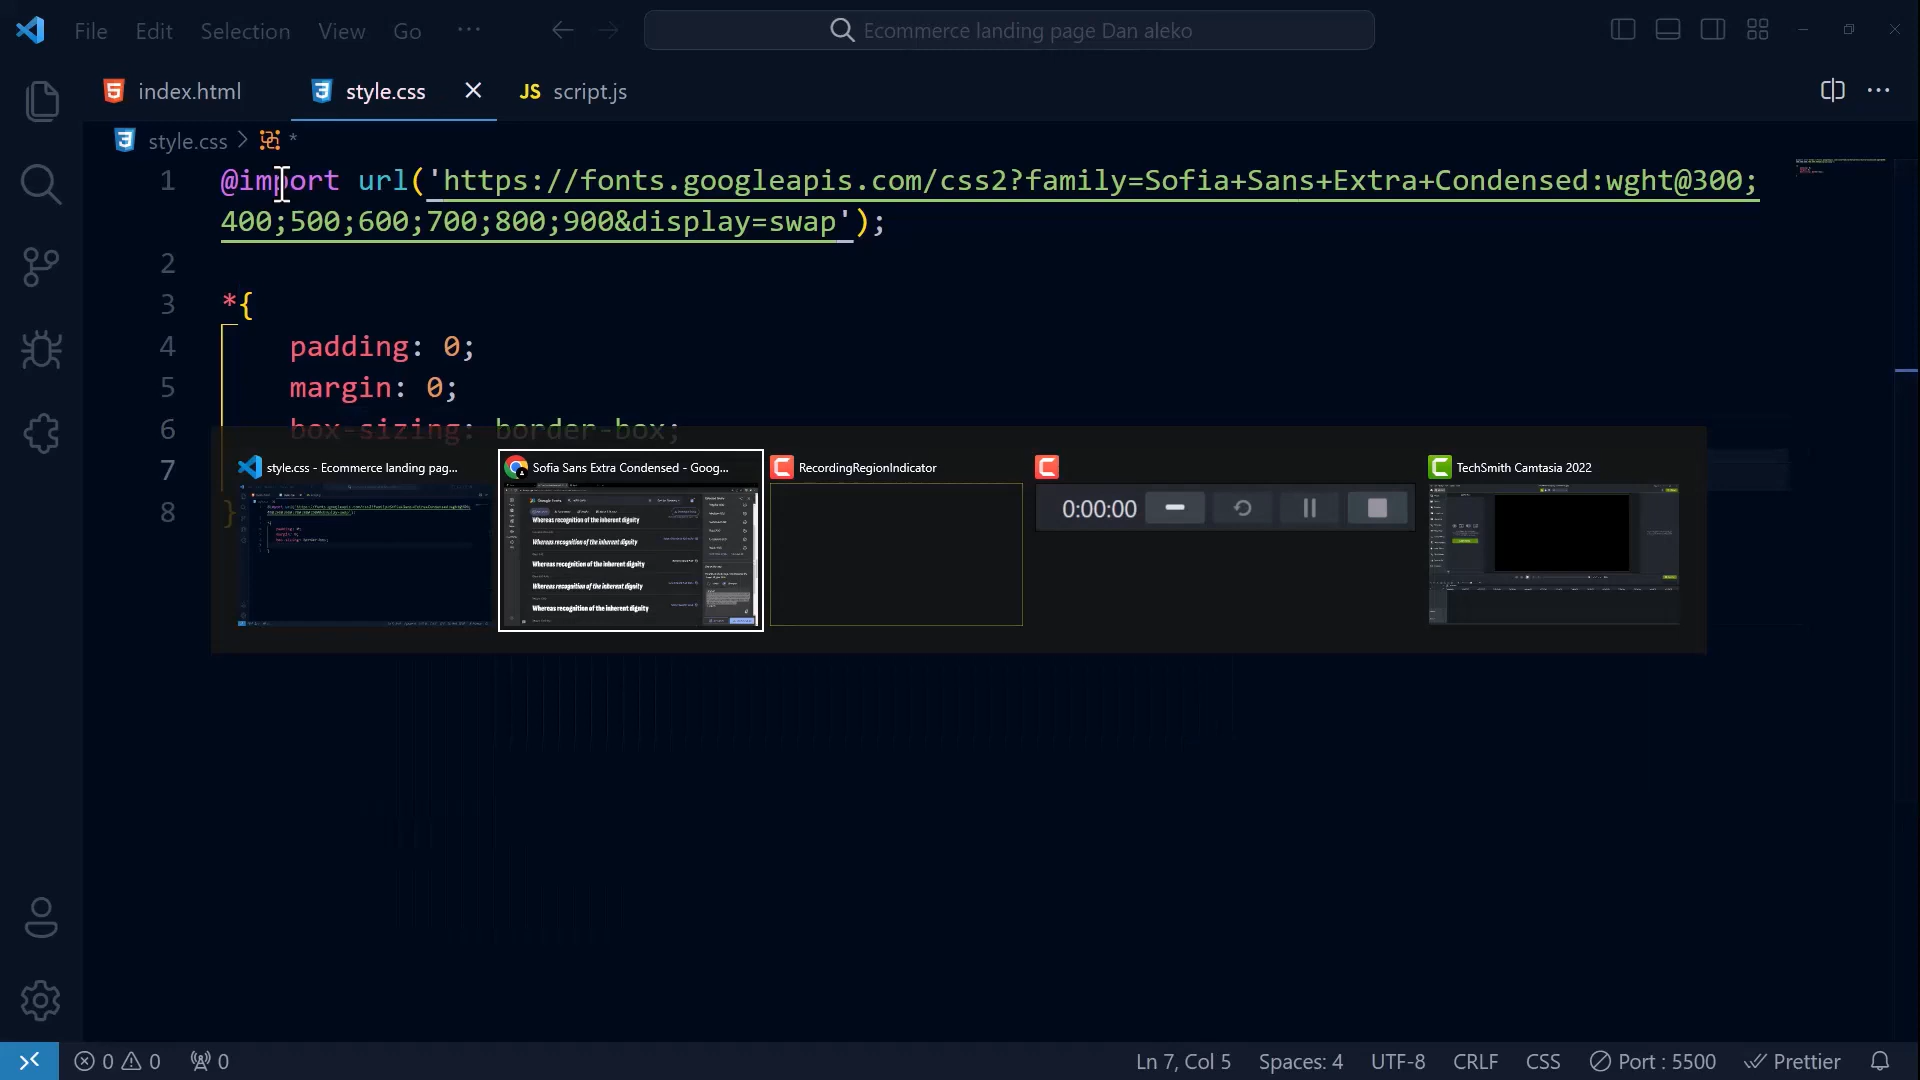 File Edit Selection View Go ··· Ecommerce landing page Dan aleko
index.html style.css JS script.js
style.css > *
1 @import url('https://fonts.googleapis.com/css2?family=Sofia+Sans+Extra+Condensed:wght@300;
400;500;600;700;800;900&display=swap');
2
3 *{
4 padding: 0;
5 margin: 0;
6 box-sizing: border-box;
7
8 }
style.css - Ecommerce landing pag...
Sofia Sans Extra Condensed - Goog...
RecordingRegionIndicator
TechSmith Camtasia 2022
Whereas recognition of the inherent dignity
Whereas recognition of the inherent dignity
Whereas recognition of the inherent dignity
Whereas recognition of the inherent dignity
Whereas recognition of the inherent dignity
0:00:00
0 0 0 Ln 7, Col 5 Spaces: 4 UTF-8 CRLF CSS Port : 5500 Prettier